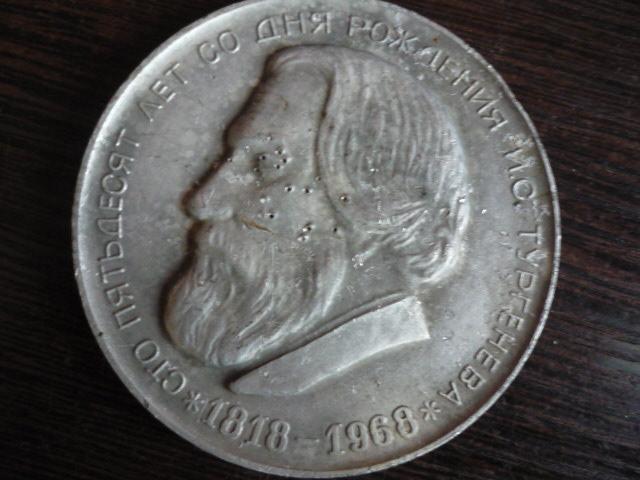 СТО ПЯТЬДЕСЯТ ЛЕТ СО ДНЯ РОЖДЕНИЯ И.С. ТУРГЕНЕВА
* 1818-1968 *